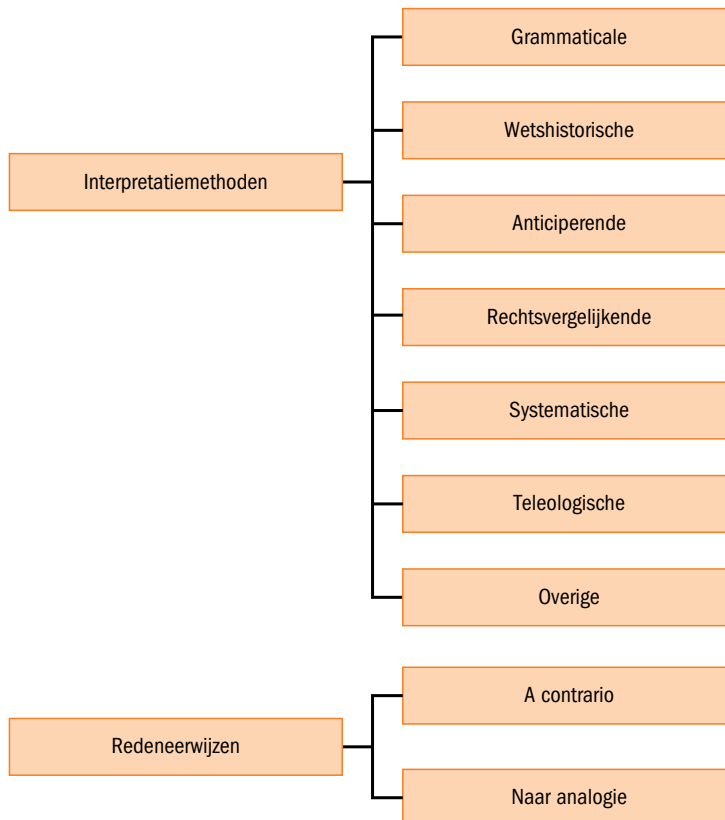 Grammaticale
Wetshistorische
Interpretatiemethoden
Anticiperende
Rechtsvergelijkende
Systematische
Teleologische
Overige
A contrario
Redeneerwijzen
Naar analogie